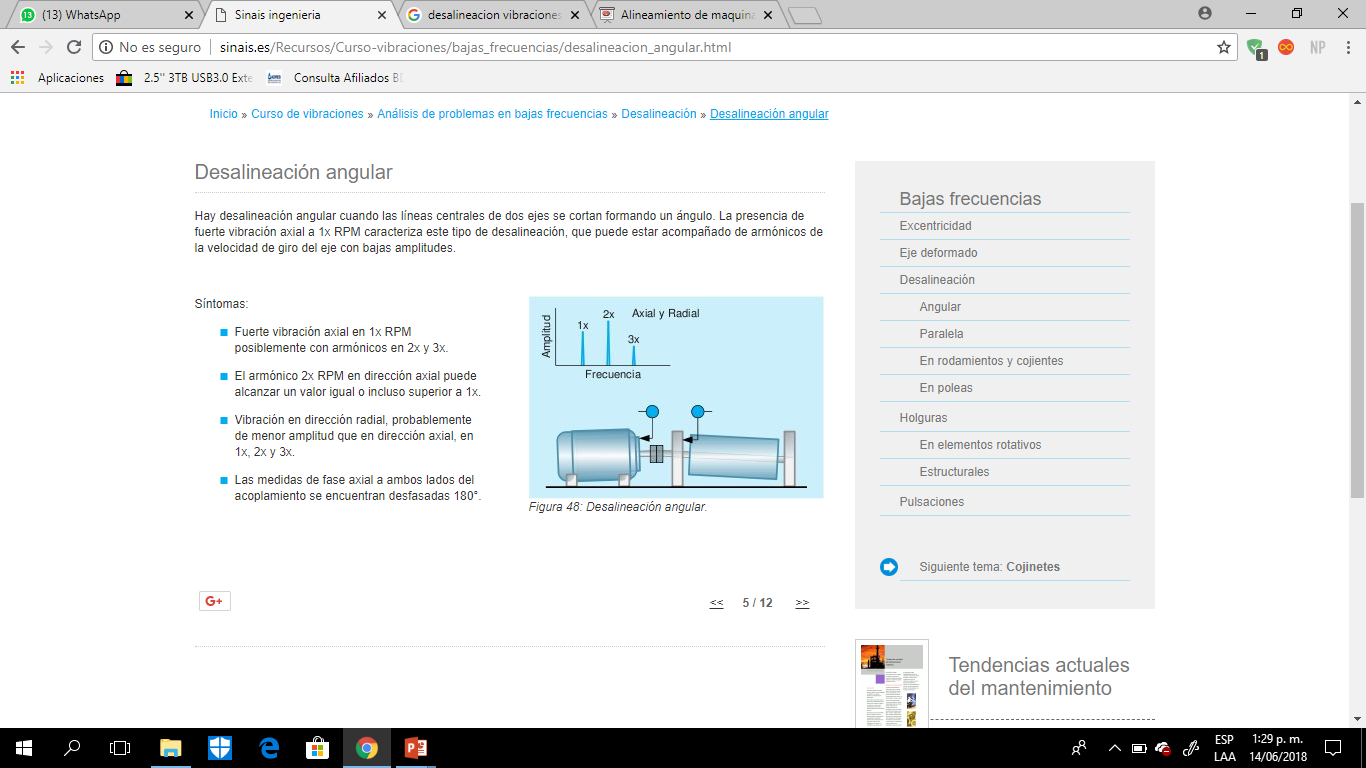 (13) WhatsApp
Sinais ingenieria
desalineacion vibraciones
Alineamiento de maquina
No es seguro
sinais.es/Recursos/Curso-vibraciones/bajas_frecuencias/desalineacion_angular.html
1
NP
Aplicaciones
2.5" 3TB USB3.0 Exte
Consulta Afiliados
Inicio » Curso de vibraciones » Análisis de problemas en bajas frecuencias » Desalineación » Desalineación angular
Desalineación angular
Hay desalineación angular cuando las líneas centrales de dos ejes se cortan formando un ángulo. La presencia de
fuerte vibración axial a 1x RPM caracteriza este tipo de desalineación, que puede estar acompañado de armónicos de
la velocidad de giro del eje con bajas amplitudes.
Síntomas:
Fuerte vibración axial en 1x RPM
posiblemente con armónicos en 2x y 3x.
El armónico 2x RPM en dirección axial puede
alcanzar un valor igual o incluso superior a 1x.
Vibración en dirección radial, probablemente
de menor amplitud que en dirección axial, en
1x, 2x y 3x.
Las medidas de fase axial a ambos lados del
acoplamiento se encuentran desfasadas 180°.
Amplitud
1x
2x
3x
Axial y Radial
Frecuencia
Figura 48: Desalineación angular.
G+
<< 5 / 12 >>
Bajas frecuencias
Excentricidad
Eje deformado
Desalineación
Angular
Paralela
En rodamientos y cojientes
En poleas
Holguras
En elementos rotativos
Estructurales
Pulsaciones
Siguiente tema: Cojinetes
Tendencias actuales
del mantenimiento
ESP
LAA
1:29 p. m.
14/06/2018